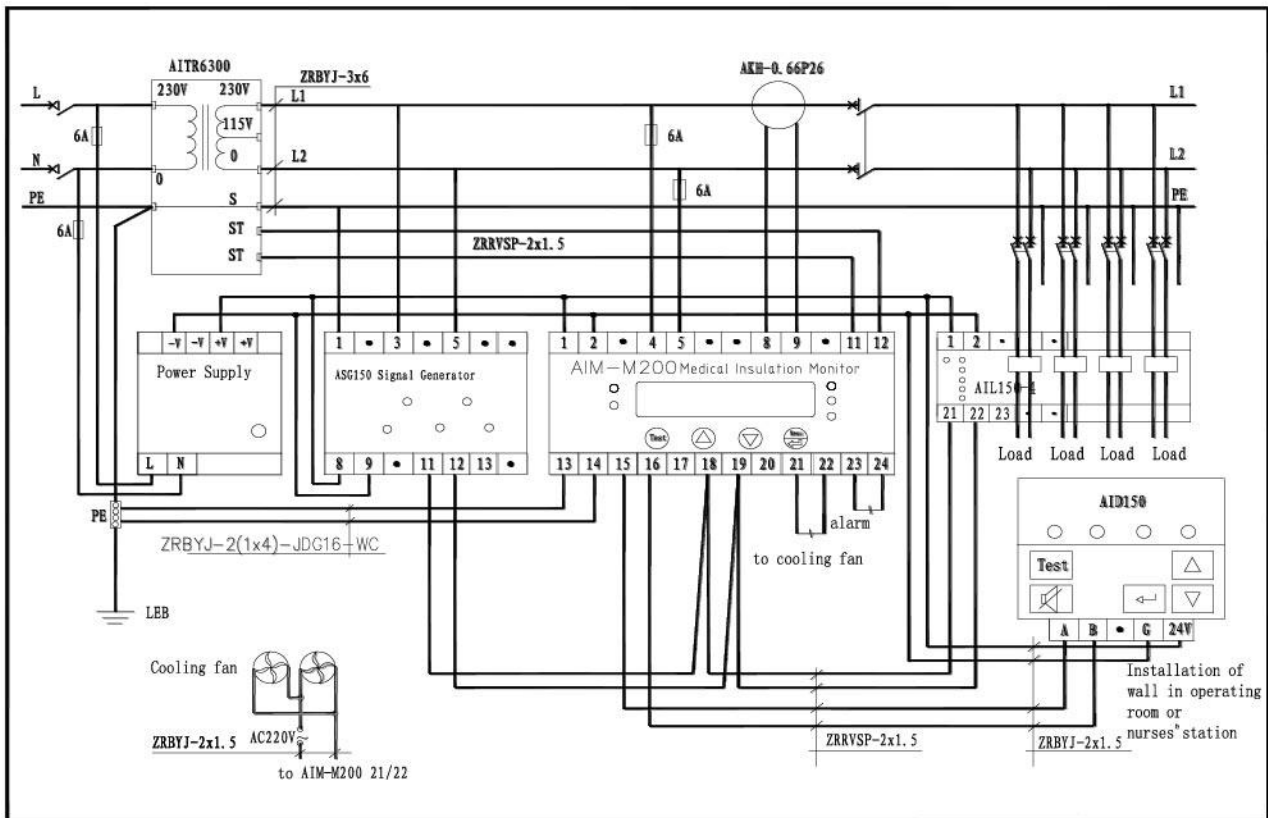 AITR6300
230V 230V
115V
0
0
S
ST
ST
ZRBYJ-3x6
AKH-0.66P26
L
N
PE
6A
6A
L1
L2
6A
6A
L1
L2
PE
ZRRVSP-2x1.5
-V -V +V +V
Power Supply
L N
1 • 3 • 5 • •
ASG150 Signal Generator
8 9 • 11 12 13 •
1 2 • 4 5 • • 8 9 • 11 12
AIM-M200 Medical Insulation Monitor
Test
13 14 15 16 17 18 19 20 21 22 23 24
1 2 • • •
AIL150-4
21 22 23 • •
Load Load Load Load
PE
ZRBYJ-2(1x4)-JDG16-WC
LEB
alarm
to cooling fan
AID150
Test
A B • G 24V
Installation of
wall in operating
room or
nurses" station
Cooling fan
AC220V ~
ZRBYJ-2x1.5
to AIM-M200 21/22
ZRRVSP-2x1.5
ZRBYJ-2x1.5